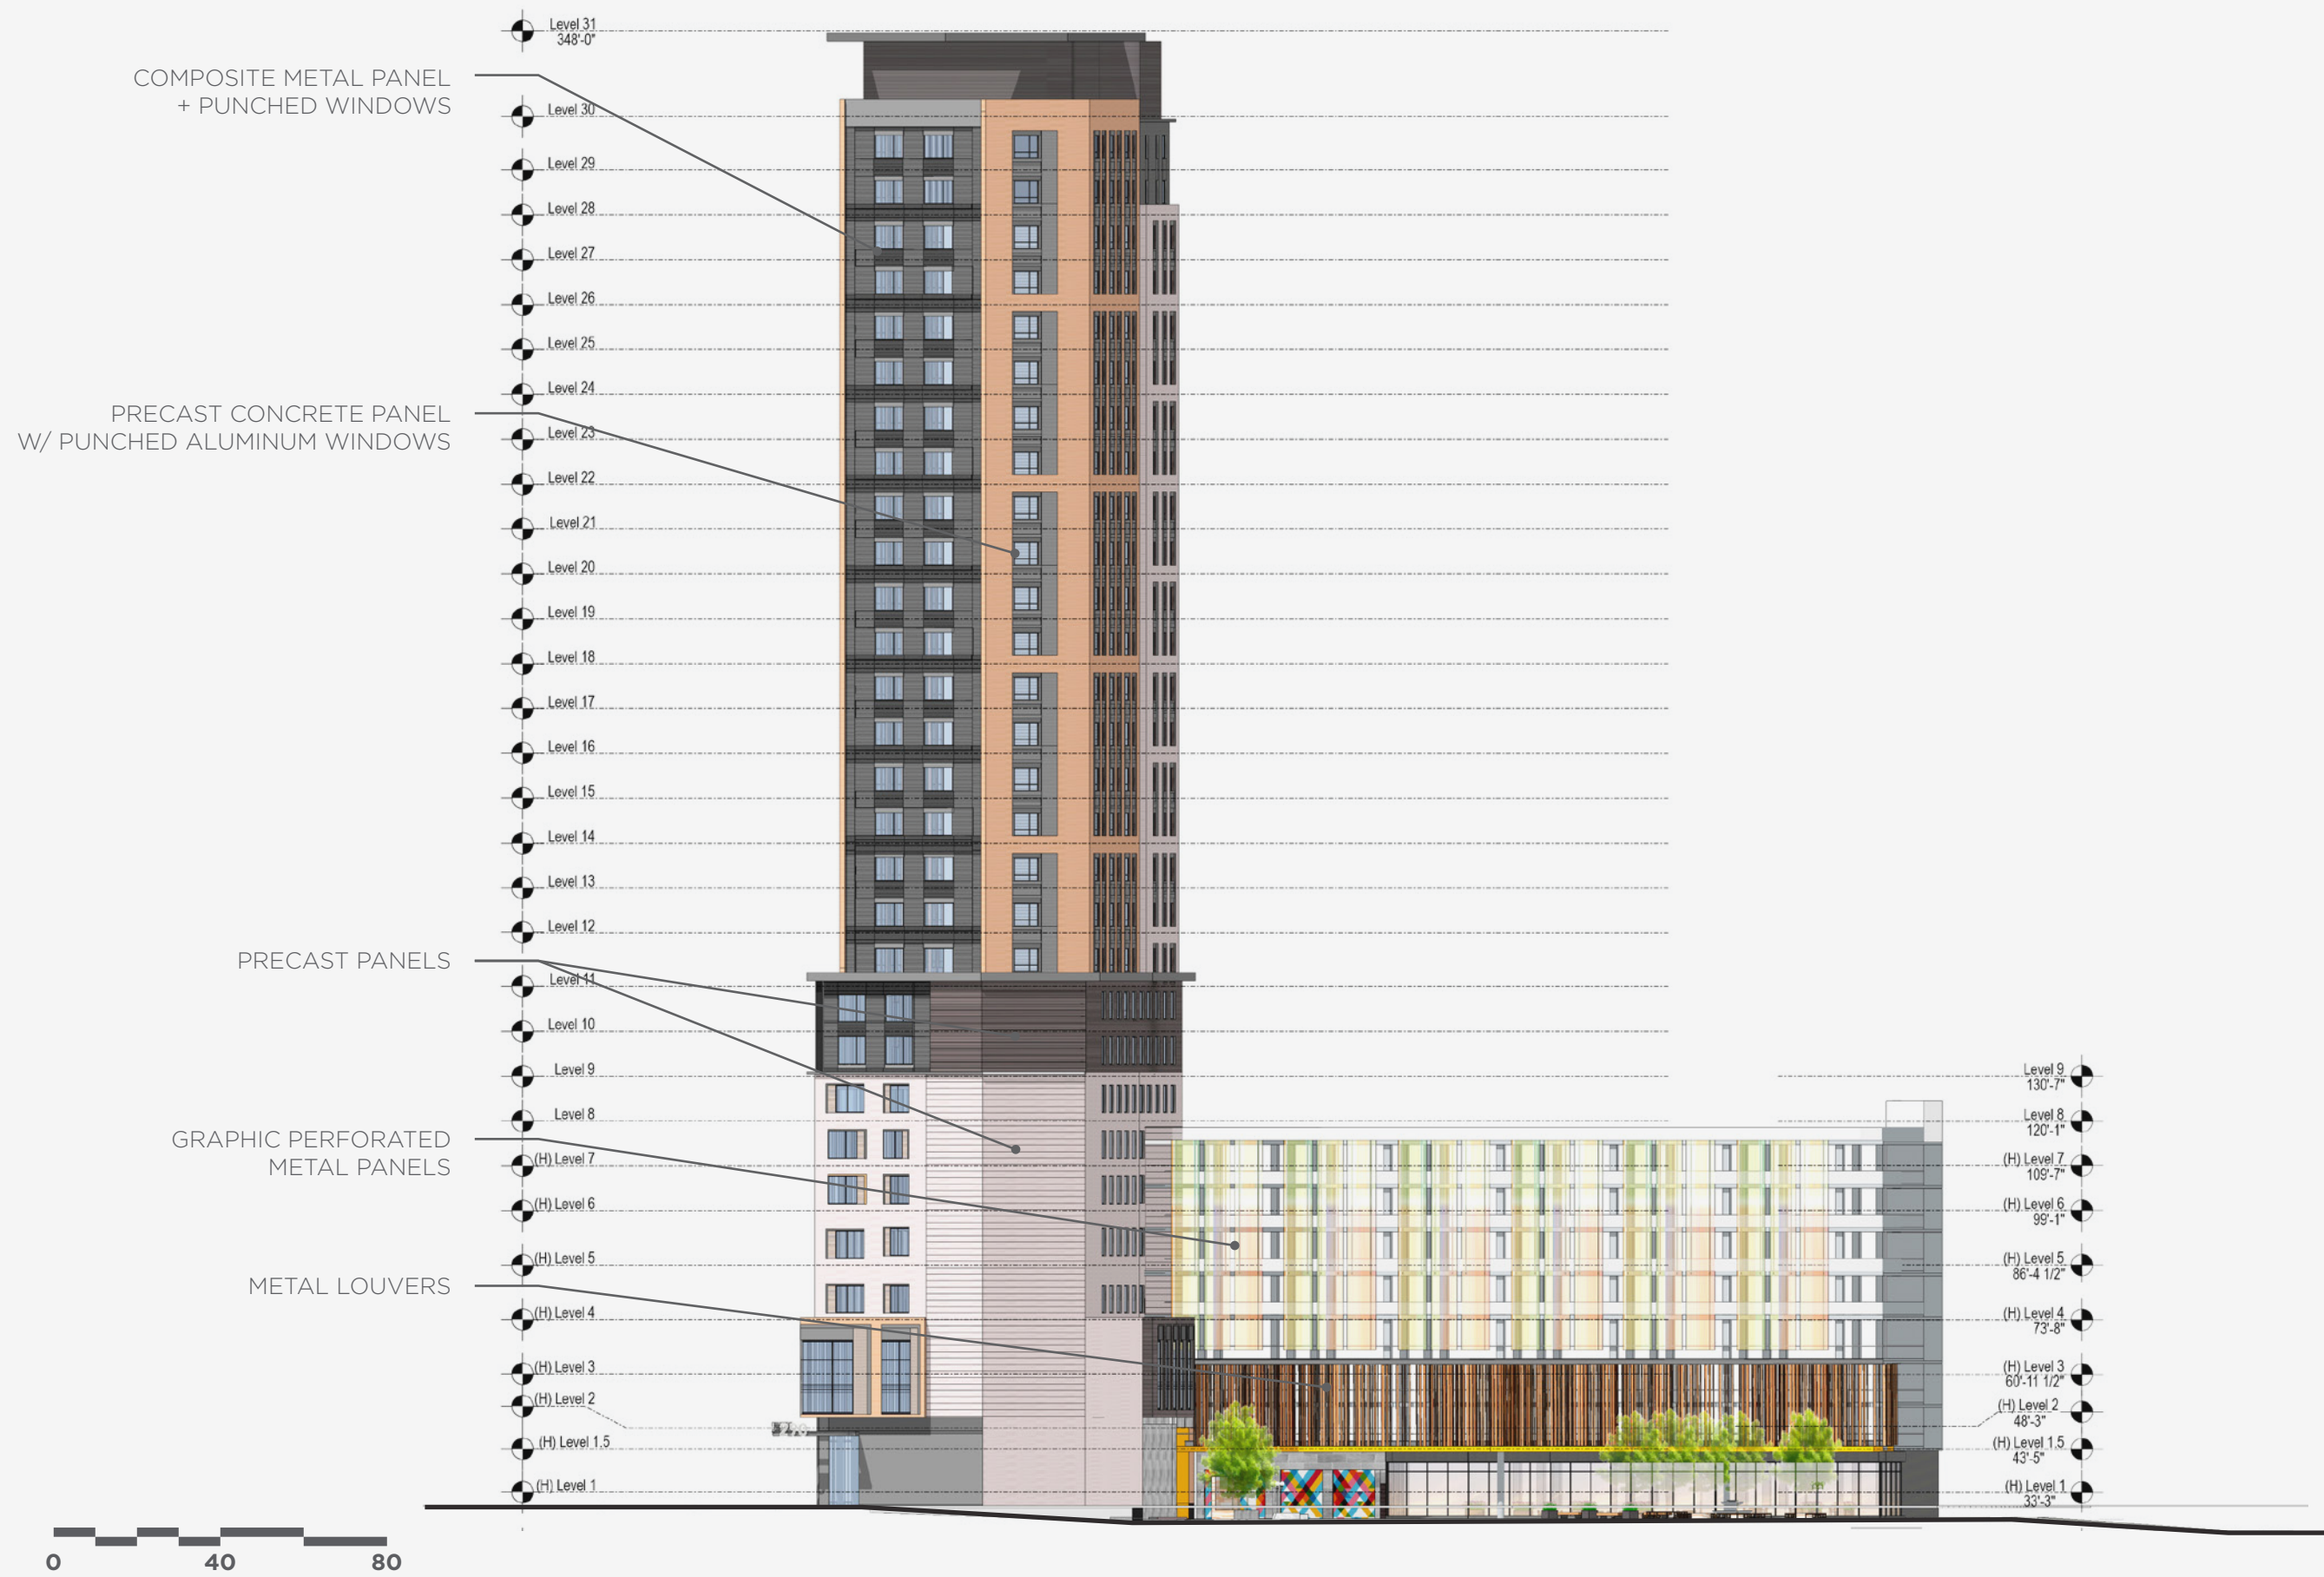 Level 31
348'-0"
COMPOSITE METAL PANEL
+ PUNCHED WINDOWS
Level 30
Level 29
Level 28
Level 27
Level 26
Level 25
Level 24
PRECAST CONCRETE PANEL
W/ PUNCHED ALUMINUM WINDOWS
Level 23
Level 22
Level 21
Level 20
Level 19
Level 18
Level 17
Level 16
Level 15
Level 14
Level 13
Level 12
PRECAST PANELS
Level 11
Level 10
Level 9
Level 8
GRAPHIC PERFORATED
METAL PANELS
(H) Level 7
(H) Level 6
(H) Level 5
METAL LOUVERS
(H) Level 4
(H) Level 3
(H) Level 2
(H) Level 1.5
(H) Level 1
Level 9
130'-7"
Level 8
120'-1"
(H) Level 7
109'-7"
(H) Level 6
99'-1"
(H) Level 5
86'-4 1/2"
(H) Level 4
73'-8"
(H) Level 3
60'-11 1/2"
(H) Level 2
48'-3"
(H) Level 1.5
43'-5"
(H) Level 1
33'-3"
0 40 80